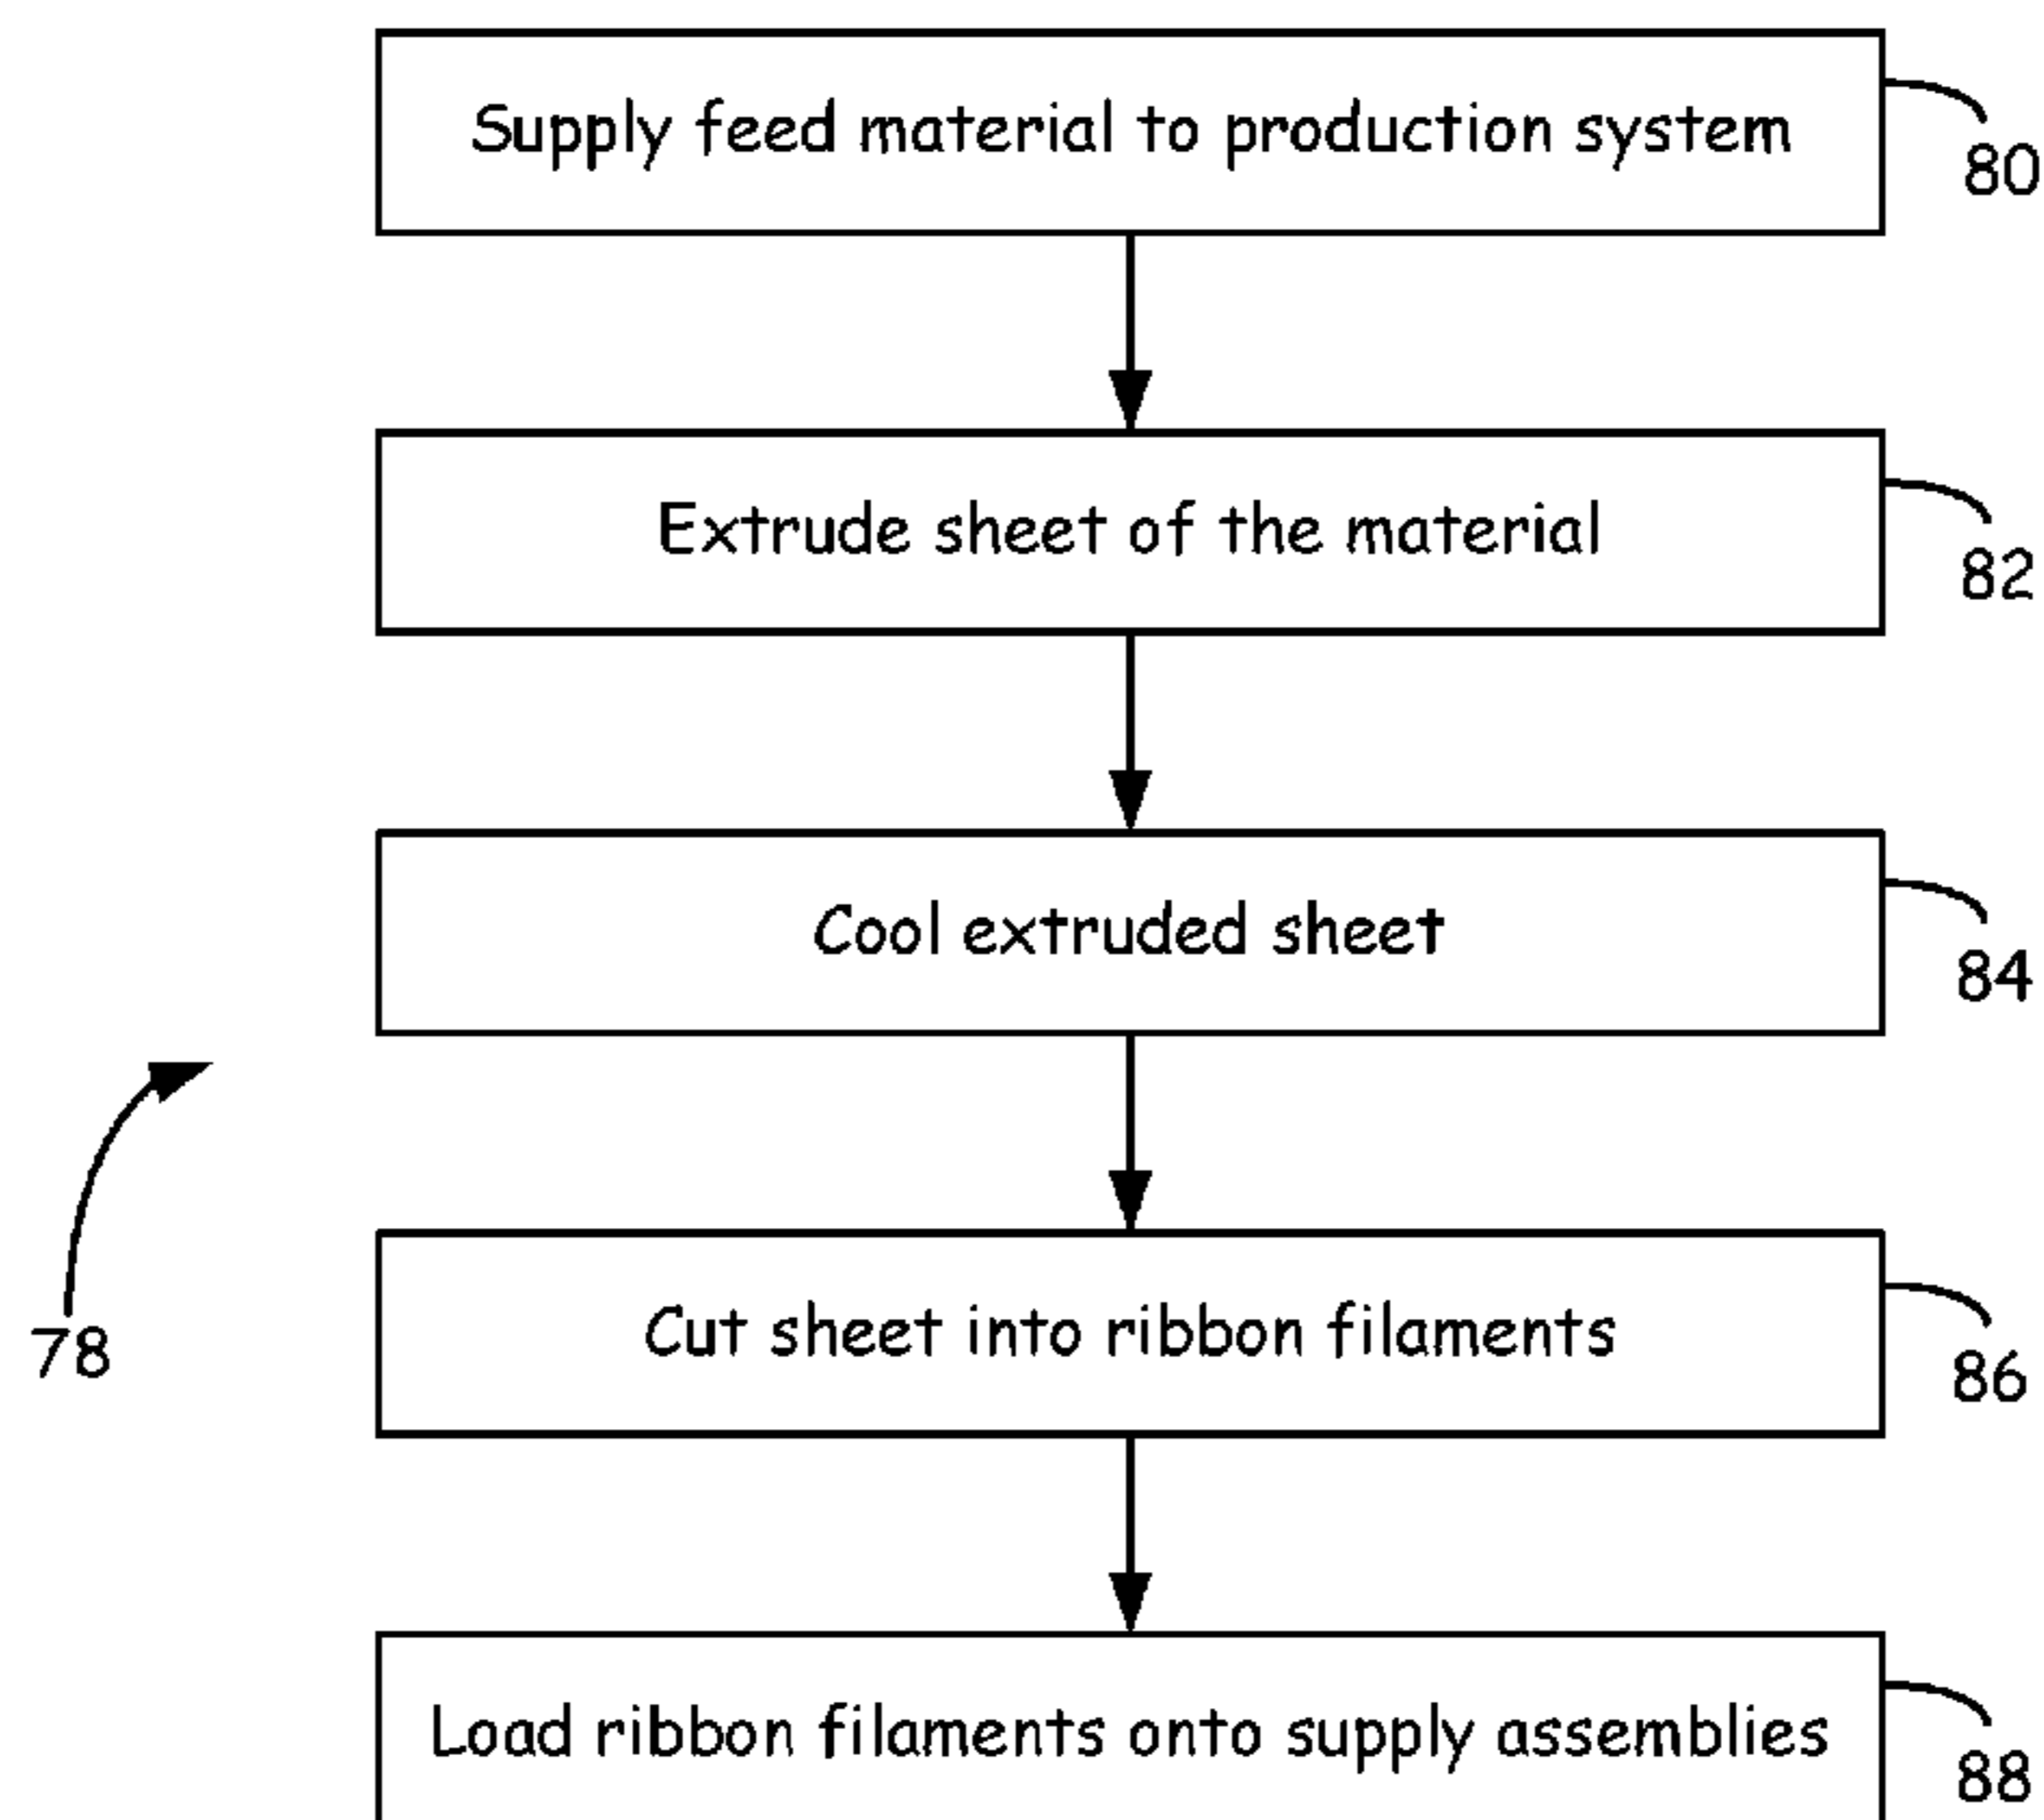 Supply feed material to production system
80
Extrude sheet of the material
82
Cool extruded sheet
84
78
Cut sheet into ribbon filaments
86
Load ribbon filaments onto supply assemblies
88